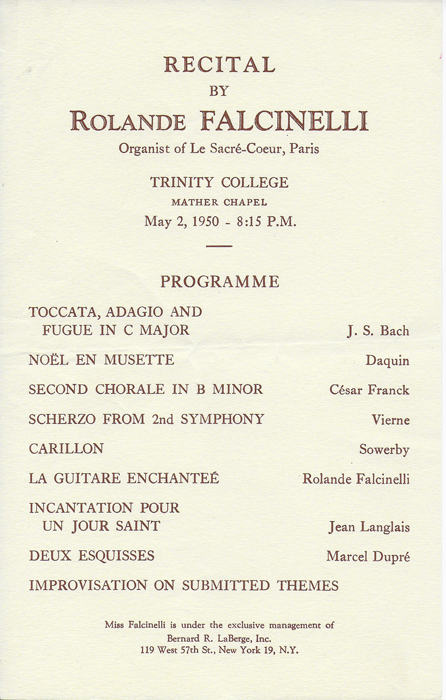 RECITAL
BY
ROLANDE FALCINELLI
Organist of Le Sacré-Coeur, Paris
TRINITY COLLEGE
MATHER CHAPEL
May 2, 1950 - 8:15 P.M.
PROGRAMME
TOCCATA, ADAGIO AND
FUGUE IN C MAJOR J. S. Bach
NOËL EN MUSETTE Daquin
SECOND CHORALE IN B MINOR César Franck
SCHERZO FROM 2nd SYMPHONY Vierne
CARILLON Sowerby
LA GUITARE ENCHANTEÉ Rolande Falcinelli
INCANTATION POUR
UN JOUR SAINT Jean Langlais
DEUX ESQUISSES Marcel Dupré
IMPROVISATION ON SUBMITTED THEMES
Miss Falcinelli is under the exclusive management of
Bernard R. LaBerge, Inc.
119 West 57th St., New York 19, N.Y.